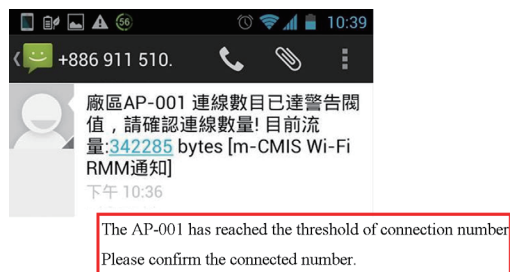 56 10:39
+886 911 510.
廠區AP-001 連線數目已達警告閥
值，請確認連線數量! 目前流
量:342285 bytes [m-CMIS Wi-Fi
RMM通知]
下午 10:36
The AP-001 has reached the threshold of connection number
Please confirm the connected number.